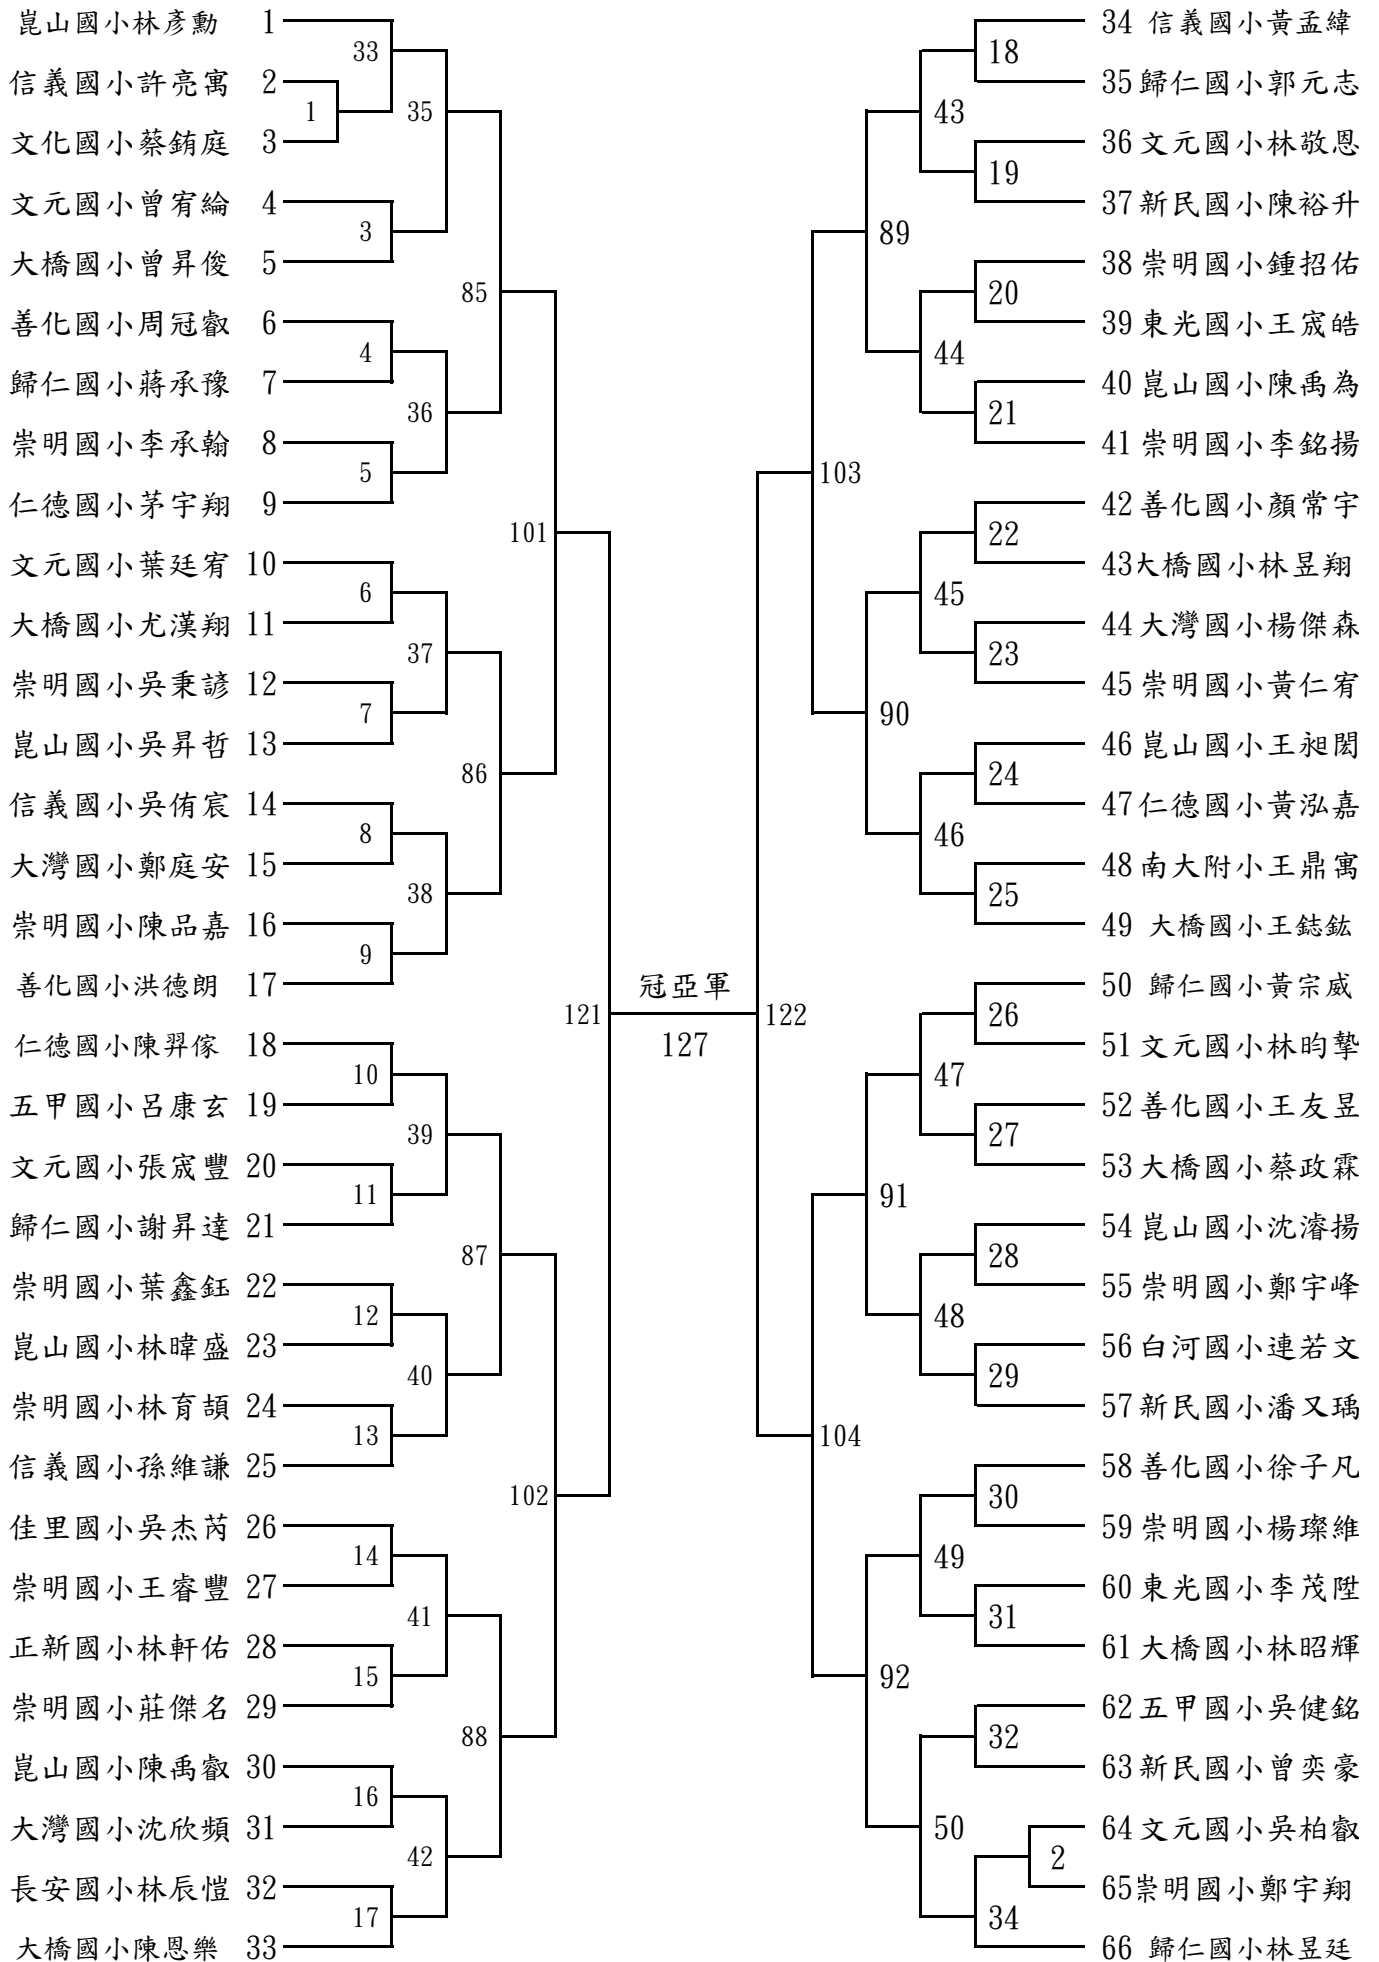 崑山國小林彥勳 1
33
信義國小許亮寓 2
1
35
文化國小蔡銪庭 3
文元國小曾宥綸 4
3
大橋國小曾昇俊 5
85
善化國小周冠叡 6
4
歸仁國小蔣承豫 7
36
崇明國小李承翰 8
5
仁德國小茅宇翔 9
101
文元國小葉廷宥 10
6
大橋國小尤漢翔 11
37
崇明國小吳秉諺 12
7
崑山國小吳昇哲 13
86
信義國小吳侑宸 14
8
大灣國小鄭庭安 15
38
崇明國小陳品嘉 16
9
善化國小洪德朗 17
121
仁德國小陳羿傢 18
10
五甲國小呂康玄 19
39
文元國小張宬豐 20
11
歸仁國小謝昇達 21
87
崇明國小葉鑫鈺 22
12
崑山國小林暐盛 23
40
崇明國小林育頡 24
13
信義國小孫維謙 25
102
佳里國小吳杰芮 26
14
崇明國小王睿豐 27
41
正新國小林軒佑 28
15
崇明國小莊傑名 29
88
崑山國小陳禹叡 30
16
大灣國小沈欣頻 31
42
長安國小林辰愷 32
17
大橋國小陳恩樂 33
冠亞軍
127
34 信義國小黃孟緯
18
35 歸仁國小郭元志
43
36 文元國小林敬恩
19
37 新民國小陳裕升
89
38 崇明國小鍾招佑
20
39 東光國小王宬皓
44
40 崑山國小陳禹為
21
41 崇明國小李銘揚
103
42 善化國小顏常宇
22
43 大橋國小林昱翔
45
44 大灣國小楊傑森
23
45 崇明國小黃仁宥
90
46 崑山國小王昶閎
24
47 仁德國小黃泓嘉
46
48 南大附小王鼎寓
25
49 大橋國小王鋕鈜
122
50 歸仁國小黃宗威
26
51 文元國小林昀摯
47
52 善化國小王友昱
27
53 大橋國小蔡政霖
91
54 崑山國小沈濬揚
28
55 崇明國小鄭宇峰
48
56 白河國小連若文
29
57 新民國小潘又瑀
104
58 善化國小徐子凡
30
59 崇明國小楊璨維
49
60 東光國小李茂陞
31
61 大橋國小林昭輝
92
62 五甲國小吳健銘
32
63 新民國小曾奕豪
50
64 文元國小吳柏叡
2
65 崇明國小鄭宇翔
34
66 歸仁國小林昱廷